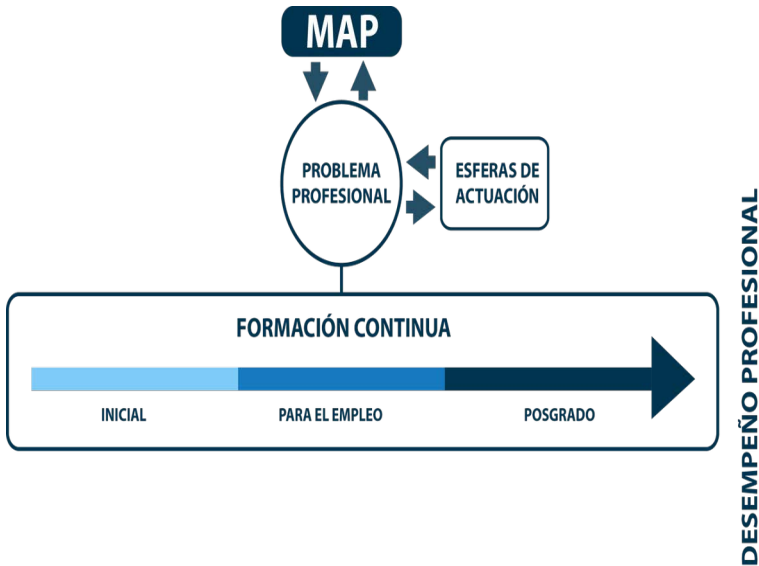 MAP
PROBLEMA
PROFESIONAL
ESFERAS DE
ACTUACIÓN
FORMACIÓN CONTINUA
INICIAL
PARA EL EMPLEO
POSGRADO
DESEMPEÑO PROFESIONAL